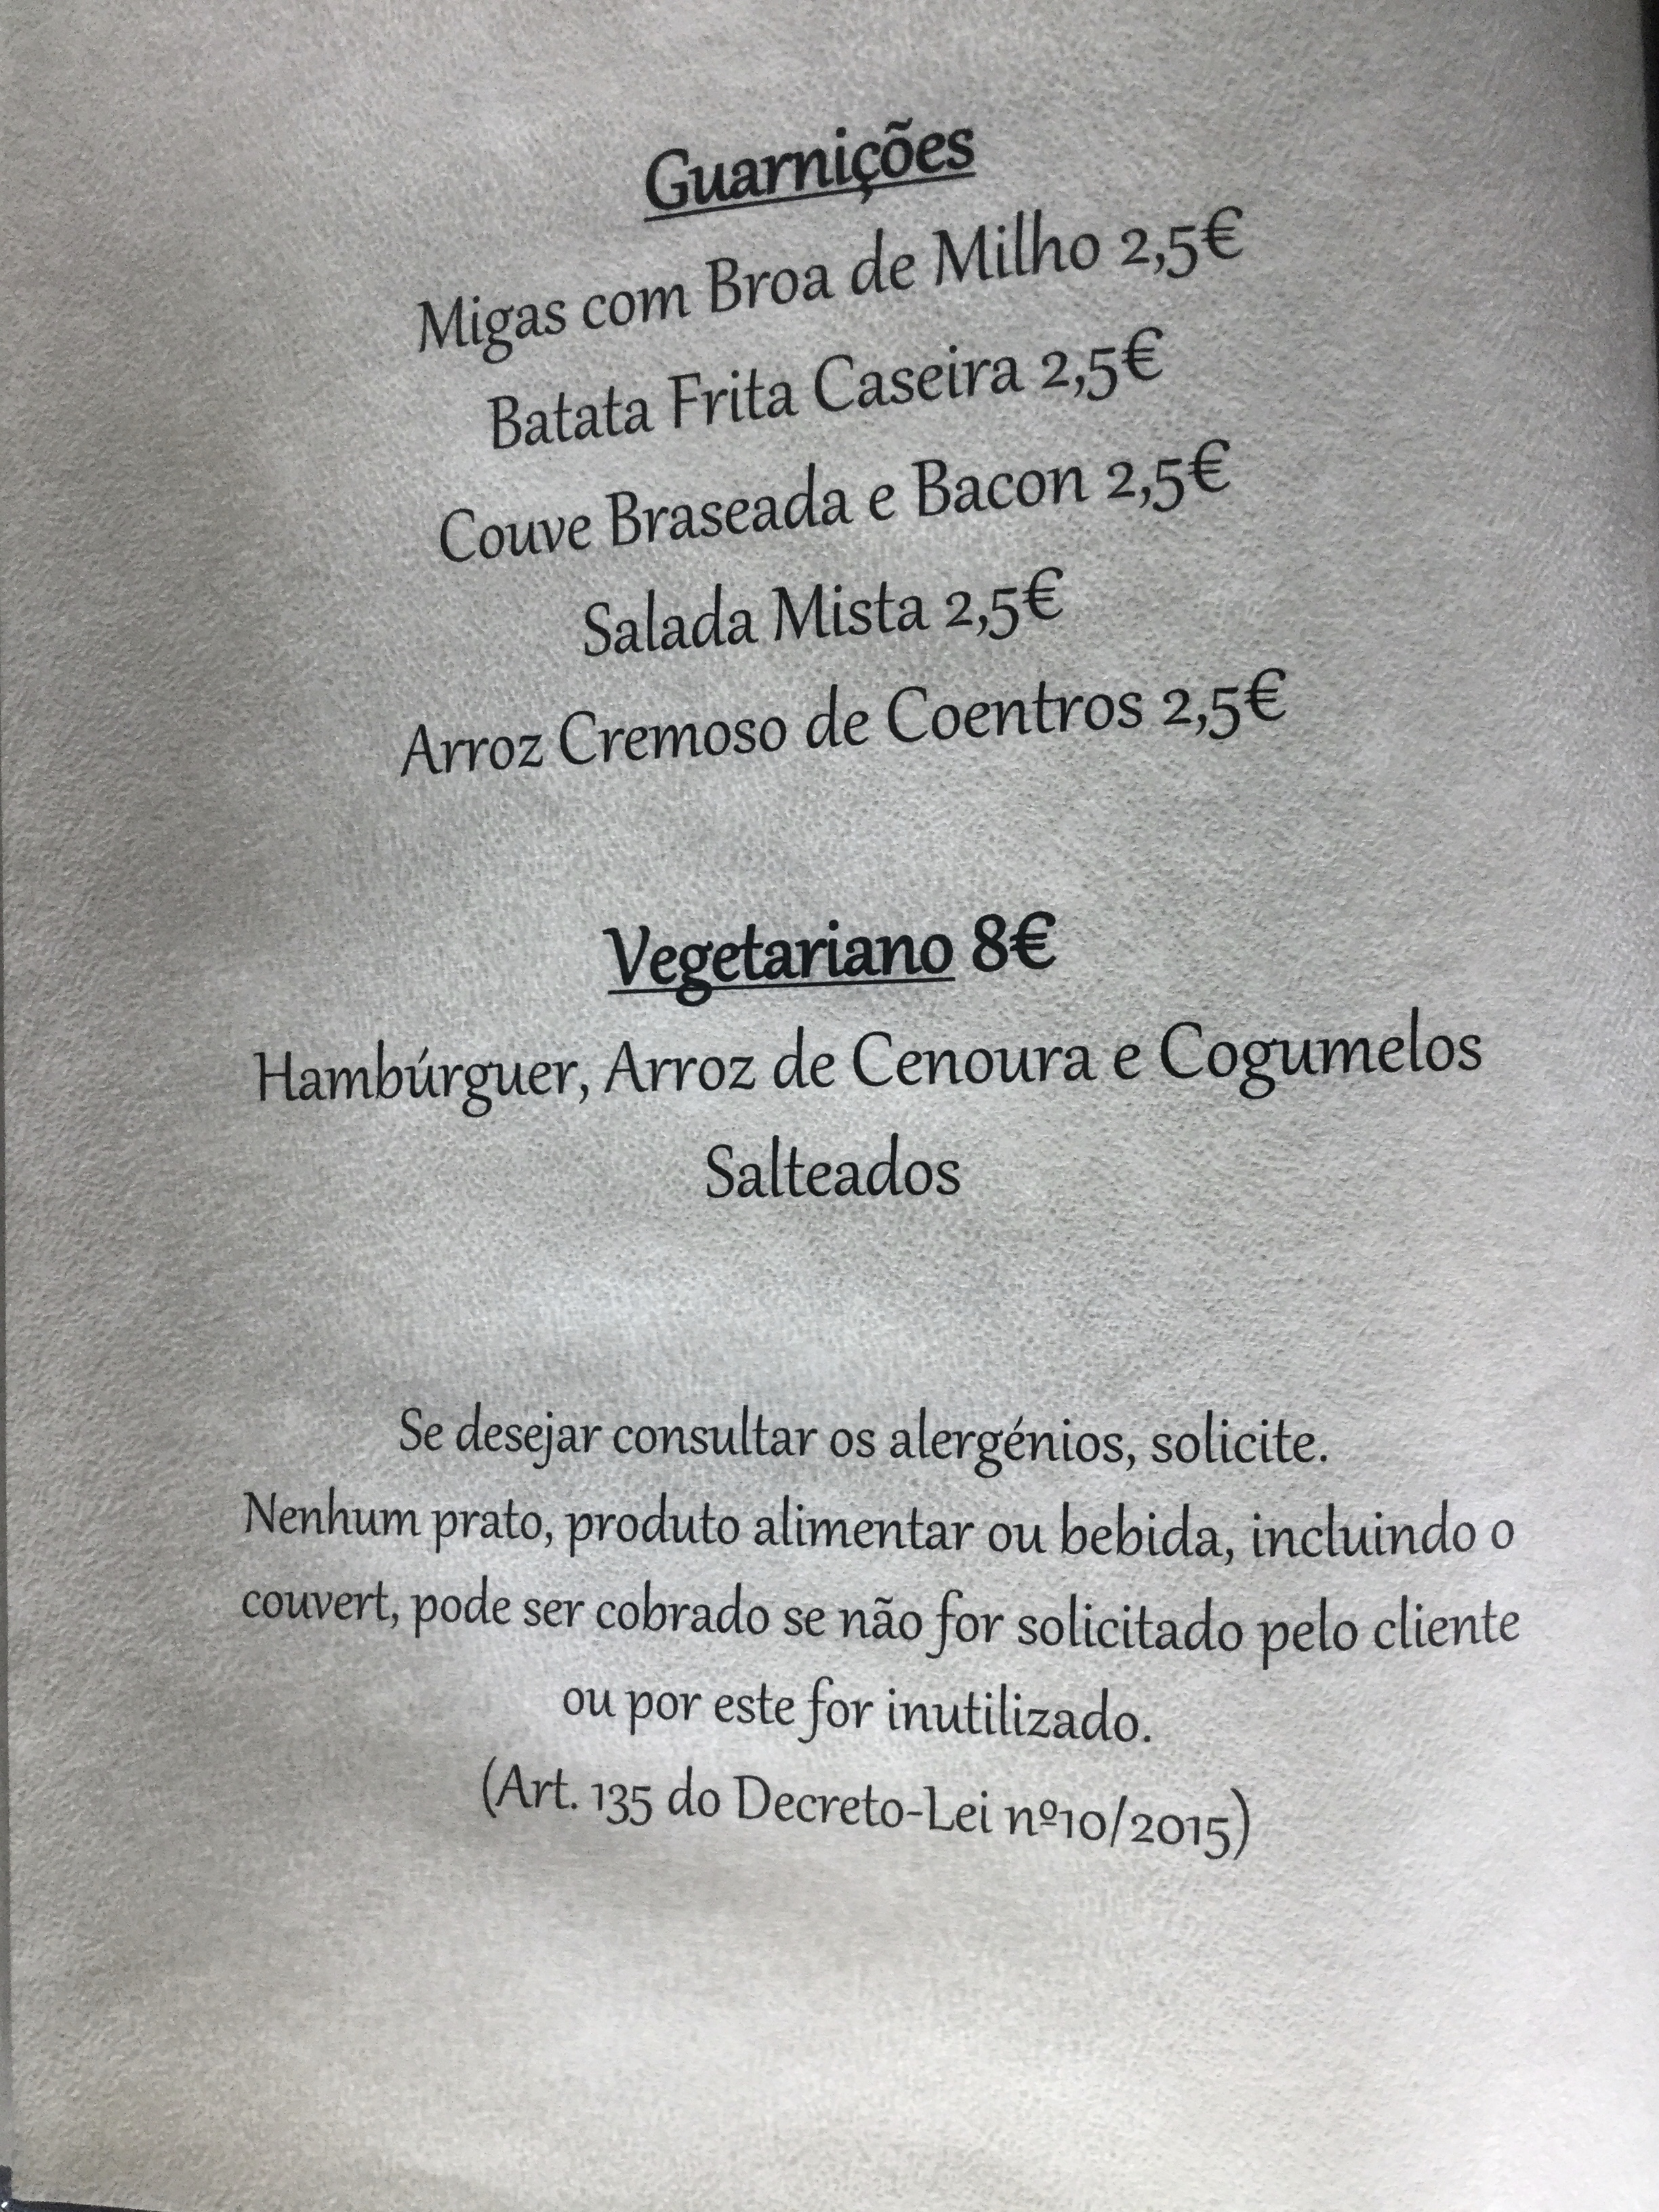 Guarnições
Migas com Broa de Milho 2,5€
Batata Frita Caseira 2,5€
Couve Braseada e Bacon 2,5€
Salada Mista 2,5€
Arroz Cremoso de Coentros 2,5€
Vegetariano 8€
Hambúrguer, Arroz de Cenoura e Cogumelos
Salteados
Se desejar consultar os alergénios, solicite.
Nenhum prato, produto alimentar ou bebida, incluindo o
couvert, pode ser cobrado se não for solicitado pelo cliente
ou por este for inutilizado.
(Art. 135 do Decreto-Lei nº10/2015)